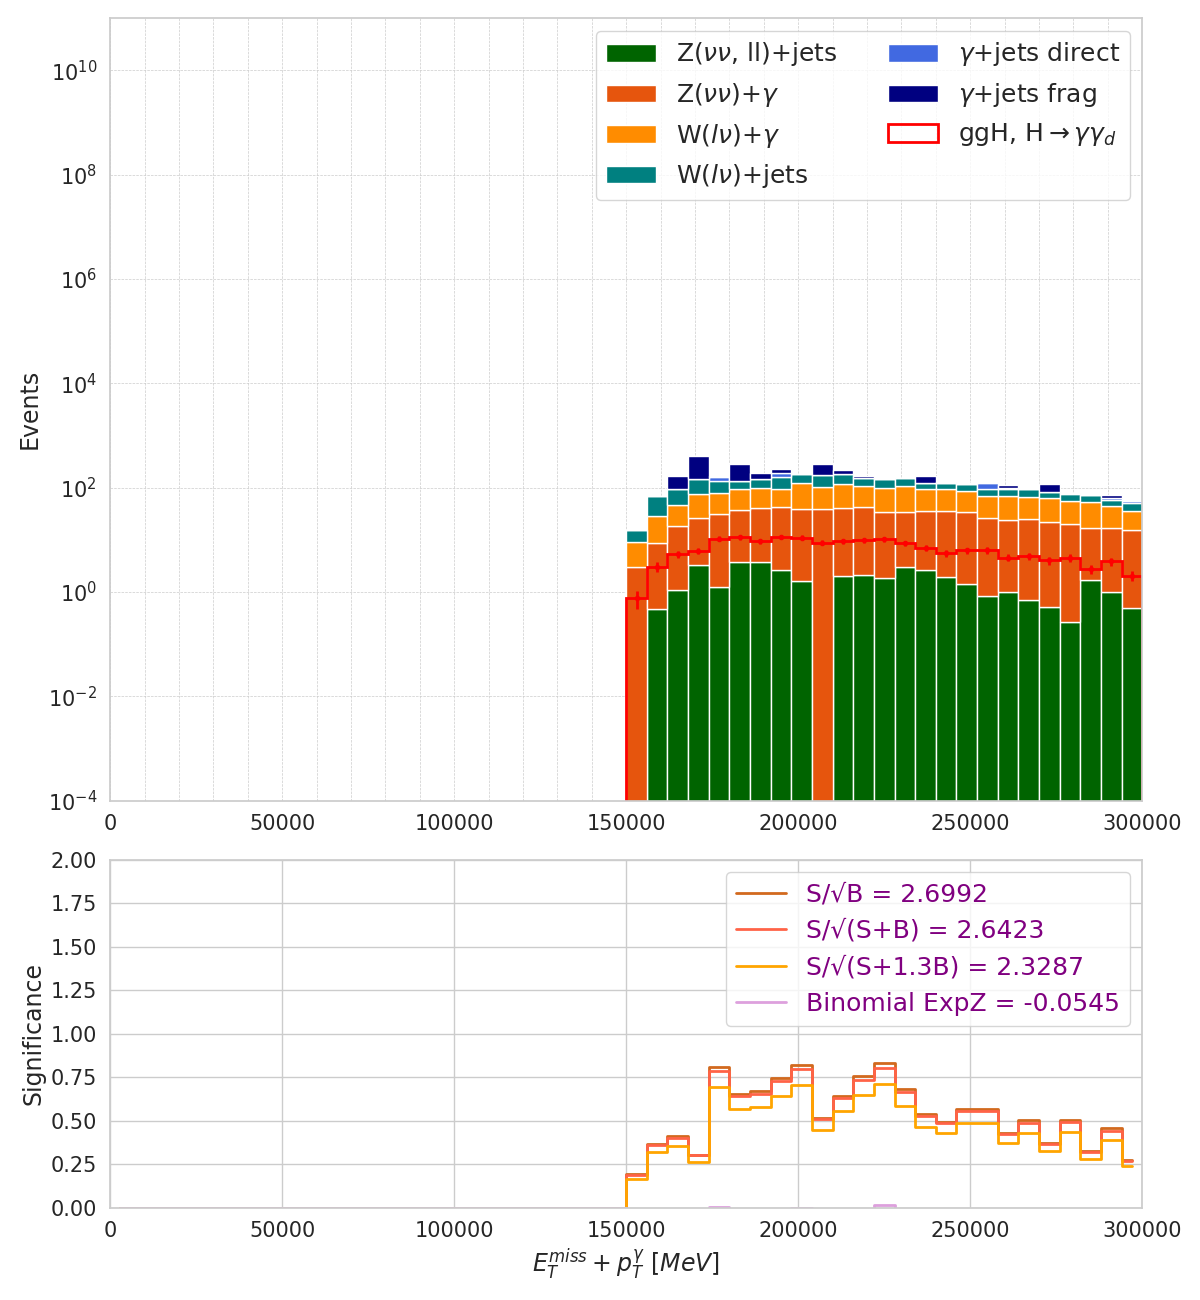 Z(νν, ll)+jets
Z(νν)+γ
W(lν)+γ
W(lν)+jets
γ+jets direct
γ+jets frag
ggH, H→γγ_d
Events
10^10
10^8
10^6
10^4
10^2
10^0
10^−2
10^−4
0 50000 100000 150000 200000 250000 300000
Significance
2.00
1.75
1.50
1.25
1.00
0.75
0.50
0.25
0.00
S/√B = 2.6992
S/√(S+B) = 2.6423
S/√(S+1.3B) = 2.3287
Binomial ExpZ = -0.0545
0 50000 100000 150000 200000 250000 300000
E_T^miss + p_T^γ [MeV]